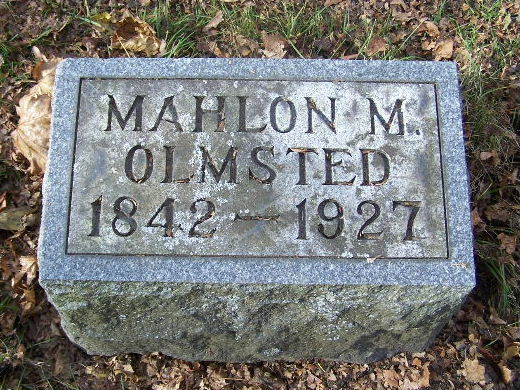 MAHLON M.
OLMSTED
1842 - 1927